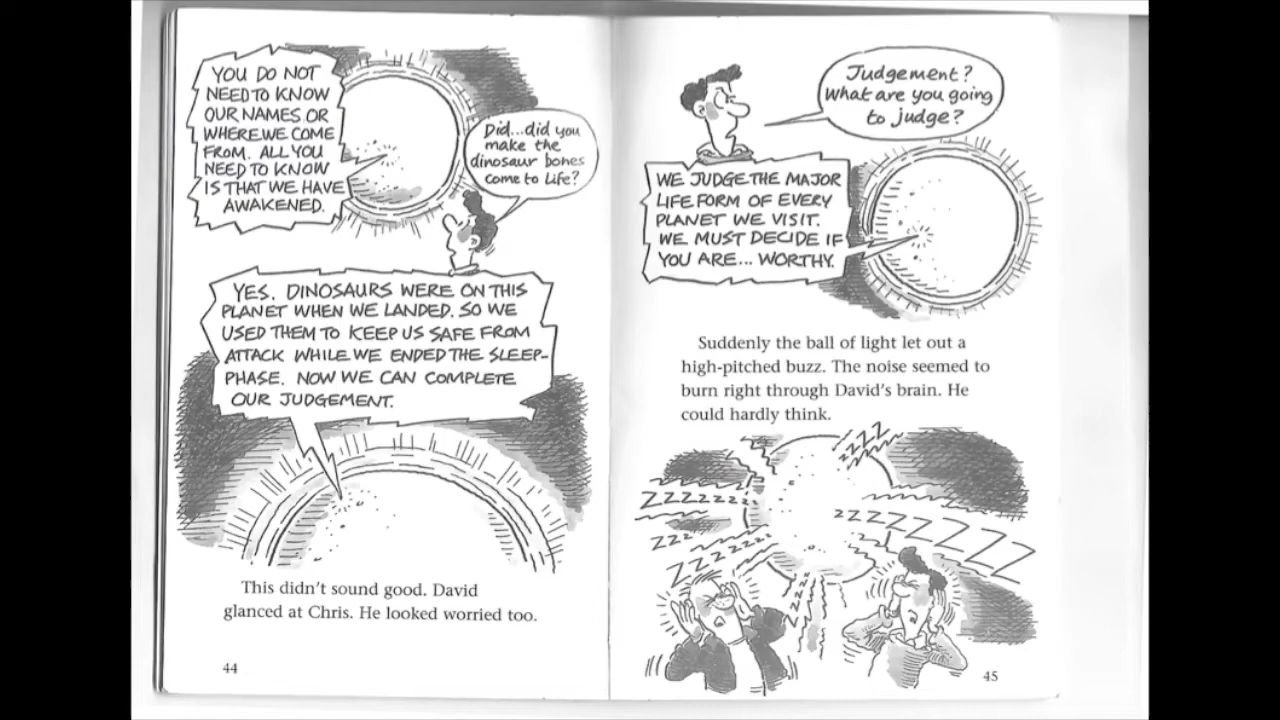 YOU DO NOT
NEED TO KNOW
OUR NAMES OR
WHERE WE COME
FROM. ALL YOU
NEED TO KNOW
IS THAT WE HAVE
AWAKENED.
Did...did you
make the
dinosaur bones
come to life?
YES. DINOSAURS WERE ON THIS
PLANET WHEN WE LANDED. SO WE
USED THEM TO KEEP US SAFE FROM
ATTACK WHILE WE ENDED THE SLEEP-
PHASE. NOW WE CAN COMPLETE
OUR JUDGEMENT.
This didn't sound good. David
glanced at Chris. He looked worried too.
44
Judgement?
What are you going
to judge?
WE JUDGE THE MAJOR
LIFE FORM OF EVERY
PLANET WE VISIT.
WE MUST DECIDE IF
YOU ARE... WORTHY.
Suddenly the ball of light let out a
high-pitched buzz. The noise seemed to
burn right through David's brain. He
could hardly think.
ZZZZ
ZZZZZZZZ
ZZZZZZZZZZ
ZZZ
ZZZZZZZZ
ZZZZ
45